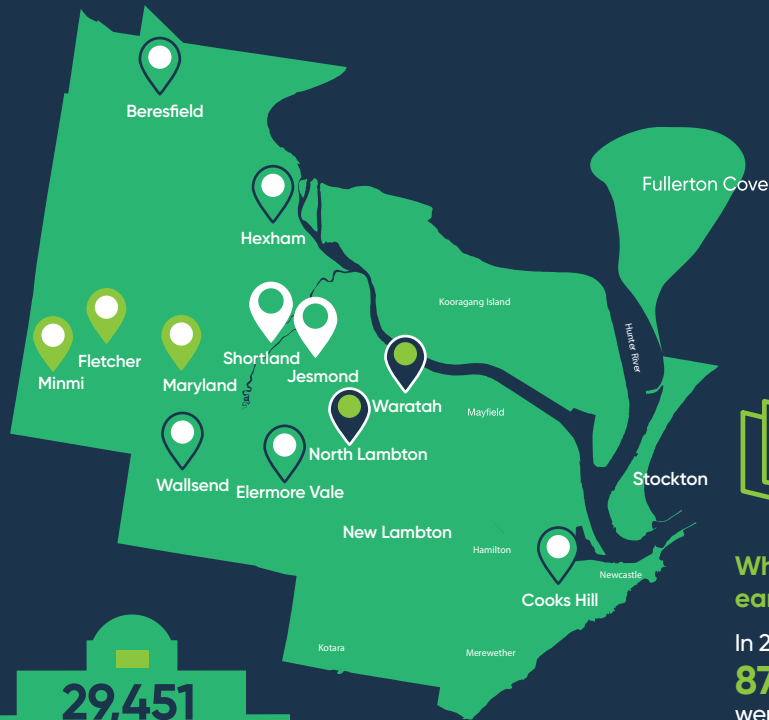 Beresfield
Fullerton Cove
Hexham
Kooragang Island
Hunter River
Shortland
Fletcher
Jesmond
Minmi
Maryland
Waratah
Mayfield
North Lambton
Stockton
Wallsend
Elermore Vale
New Lambton
Hamilton
Newcastle
Cooks Hill
Kotara
Merewether
29,451
In 2
87